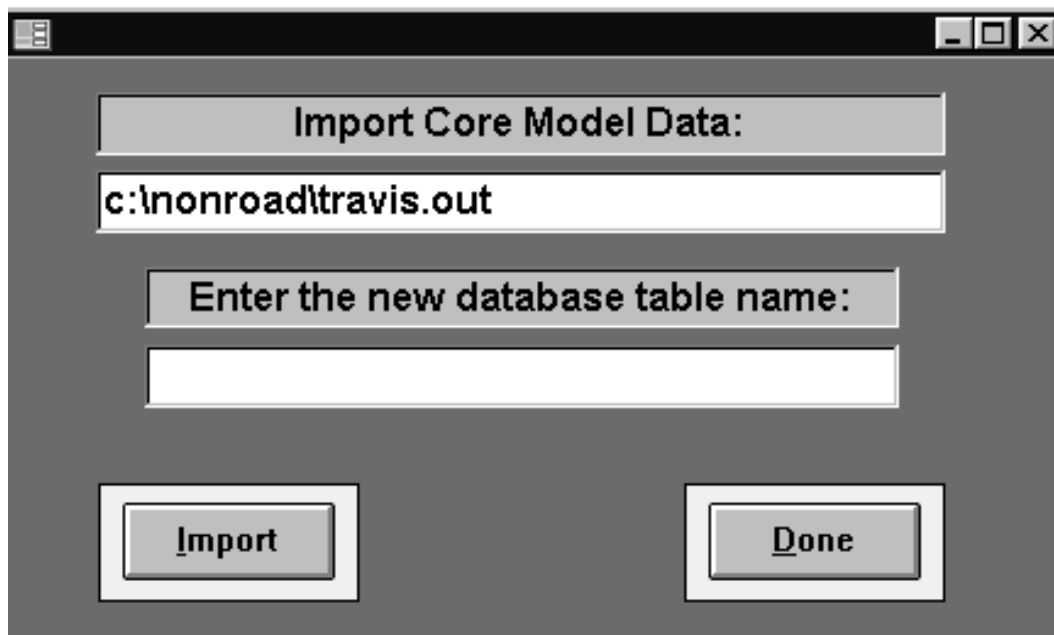 Import Core Model Data:
c:\nonroad\travis.out
Enter the new database table name:
Import
Done